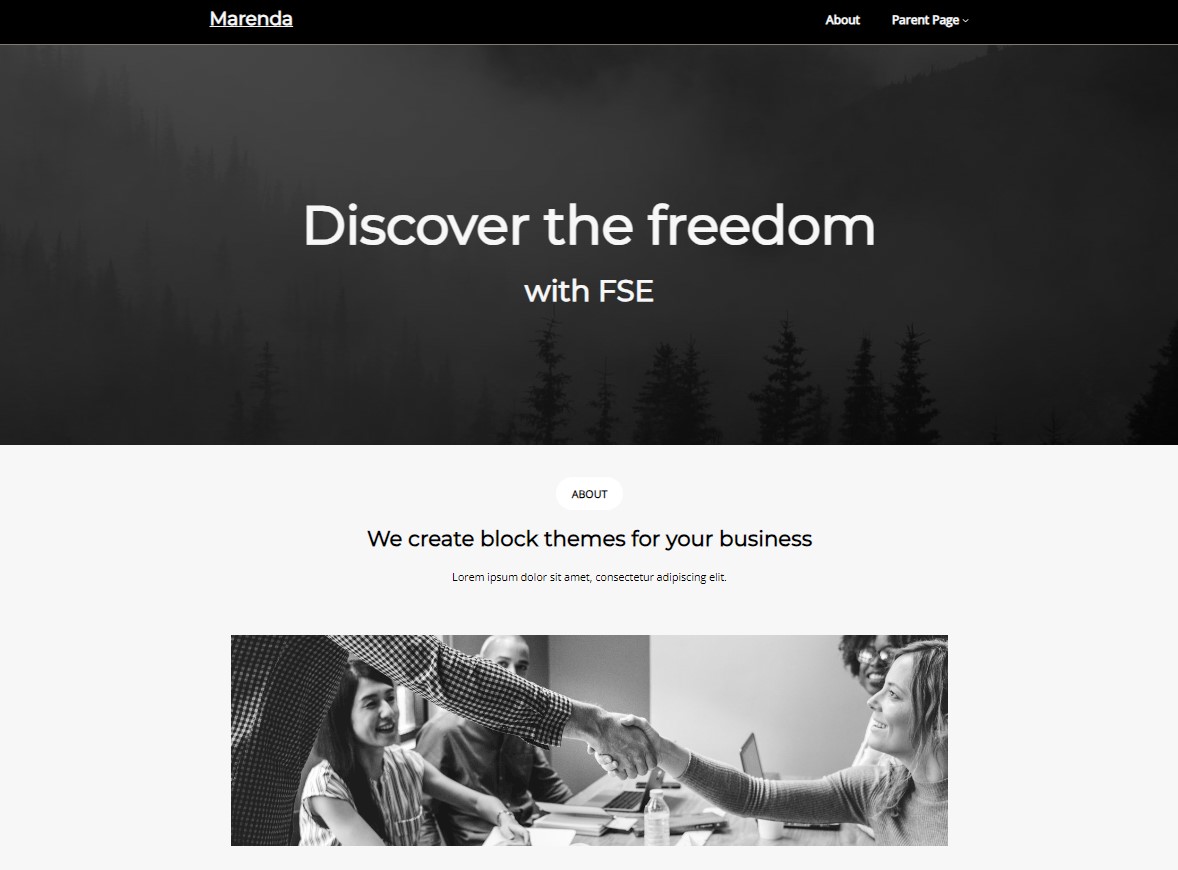 Marenda
About
Parent Page
Discover the freedom
with FSE
ABOUT
We create block themes for your business
Lorem ipsum dolor sit amet, consectetur adipiscing elit.